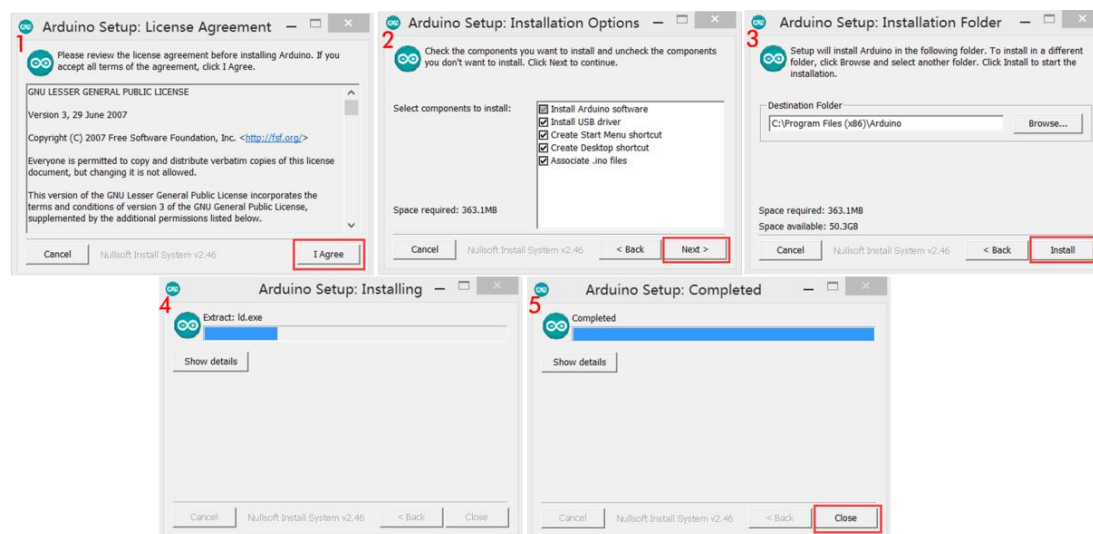 1
Arduino Setup: License Agreement
Please review the license agreement before installing Arduino. If you
accept all terms of the agreement, click I Agree.
GNU LESSER GENERAL PUBLIC LICENSE
Version 3, 29 June 2007
Copyright (C) 2007 Free Software Foundation, Inc. <http://fsf.org/>
Everyone is permitted to copy and distribute verbatim copies of this license
document, but changing it is not allowed.
This version of the GNU Lesser General Public License incorporates the
terms and conditions of version 3 of the GNU General Public License,
supplemented by the additional permissions listed below.
Cancel
Nullsoft Install System v2.46
I Agree
2
Arduino Setup: Installation Options
Check the components you want to install and uncheck the components
you don't want to install. Click Next to continue.
Select components to install:
Install Arduino software
Install USB driver
Create Start Menu shortcut
Create Desktop shortcut
Associate .ino files
Space required: 363.1MB
Cancel
Nullsoft Install System v2.46
< Back
Next >
3
Arduino Setup: Installation Folder
Setup will install Arduino in the following folder. To install in a different
folder, click Browse and select another folder. Click Install to start the
installation.
Destination Folder
C:\Program Files (x86)\Arduino
Browse...
Space required: 363.1MB
Space available: 50.3GB
Cancel
Nullsoft Install System v2.46
< Back
Install
4
Arduino Setup: Installing
Extract: ld.exe
Show details
Cancel
Nullsoft Install System v2.46
< Back
Close
5
Arduino Setup: Completed
Completed
Show details
Cancel
Nullsoft Install System v2.46
< Back
Close